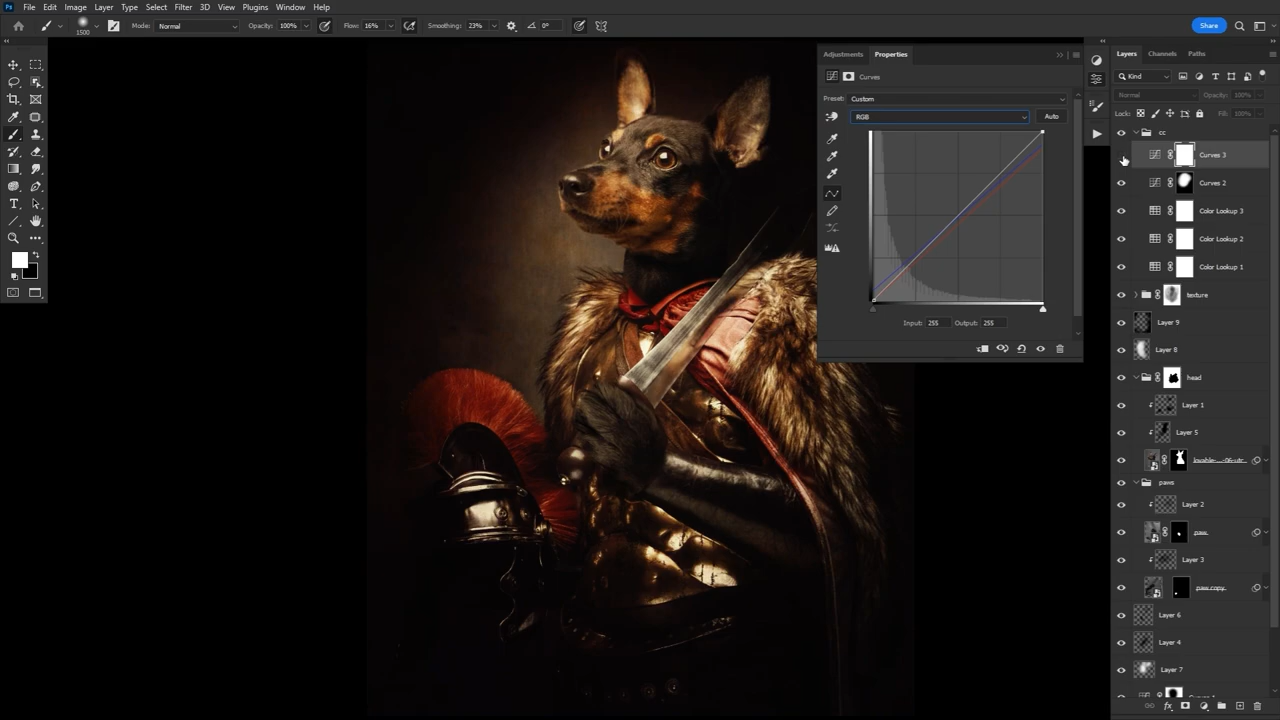 Ps File Edit Image Layer Type Select Filter 3D View Plugins Window Help
1500 Mode: Normal Opacity: 100% Flow: 16% Smoothing: 23% 0° Share
Adjustments Properties
Curves
Preset: Custom
RGB Auto
Input: 255 Output: 255
Layers Channels Paths
Kind
Normal Opacity: 100%
Lock: Fill: 100%
cc
Curves 3
Curves 2
Color Lookup 3
Color Lookup 2
Color Lookup 1
texture
Layer 9
Layer 8
head
Layer 1
Layer 5
paws
Layer 2
paw
Layer 3
paw copy
Layer 6
Layer 4
Layer 7
fx